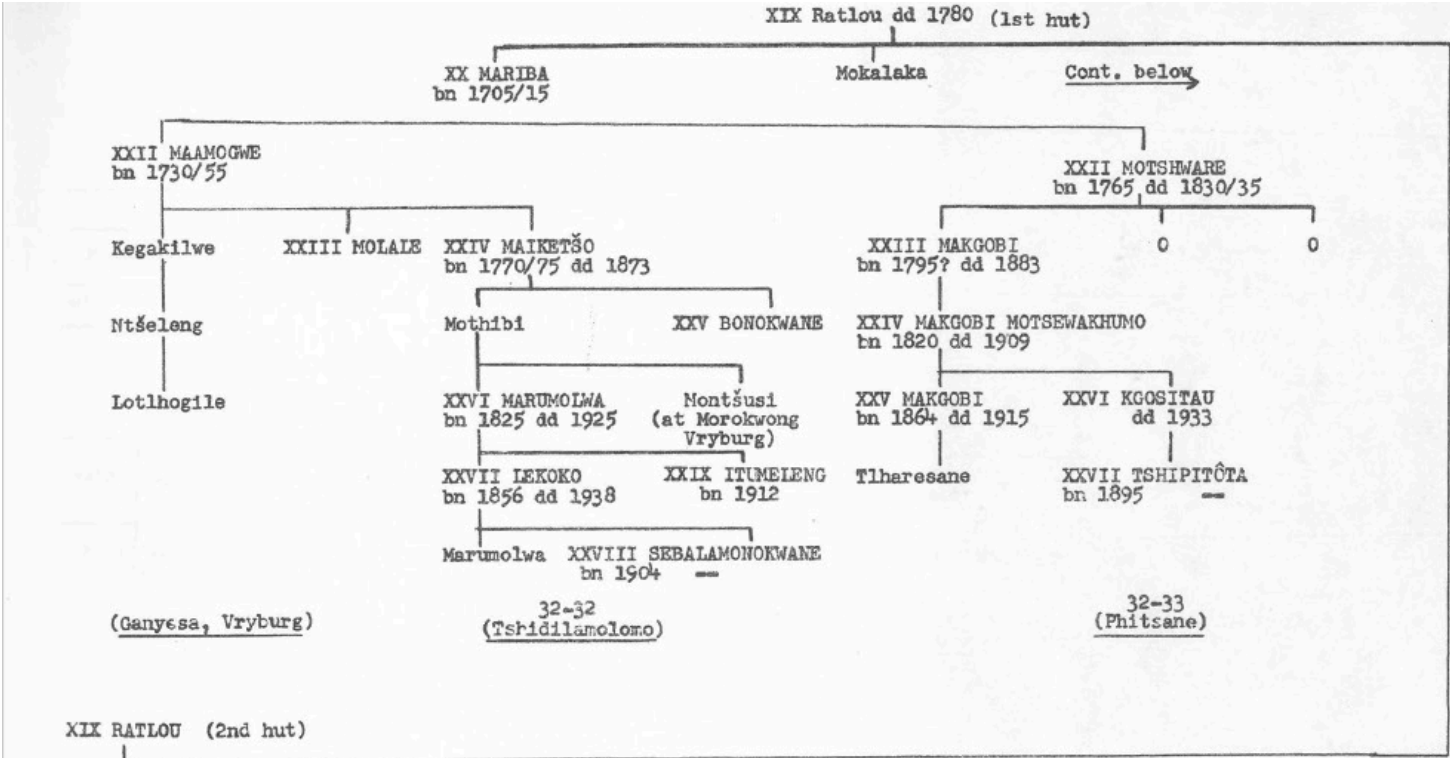 XIX Ratlou dd 1780 (1st hut)
XX MARIBA
bn 1705/15
Mokalaka
Cont. below
XXII MAAMOGWE
bn 1730/55
XXII MOTSHWARE
bn 1765 dd 1830/35
Kegakilwe
XXIII MOLALE
XXIV MAIKETŠO
bn 1770/75 dd 1873
XXIII MAKGOBI
bn 1795? dd 1883
0
0
Ntšeleng
Mothibi
XXV BONOKWANE
XXIV MAKGOBI MOTSEWAKHUMO
bn 1820 dd 1909
Lotlhogile
XXVI MARUMOLWA
bn 1825 dd 1925
Montšusi
(at Morokwong
Vryburg)
XXV MAKGOBI
bn 1864 dd 1915
XXVI KGOSITAU
dd 1933
XXVII LEKOKO
bn 1856 dd 1938
XXIX ITUMELENG
bn 1912
Tlharesane
XXVII TSHIPITÔTA
bn 1895 --
Marumolwa
XXVIII SEBALAMONOKWANE
bn 1904 --
(Ganyesa, Vryburg)
32-32
(Tshidilamolomo)
32-33
(Phitsane)
XIX RATLOU (2nd hut)